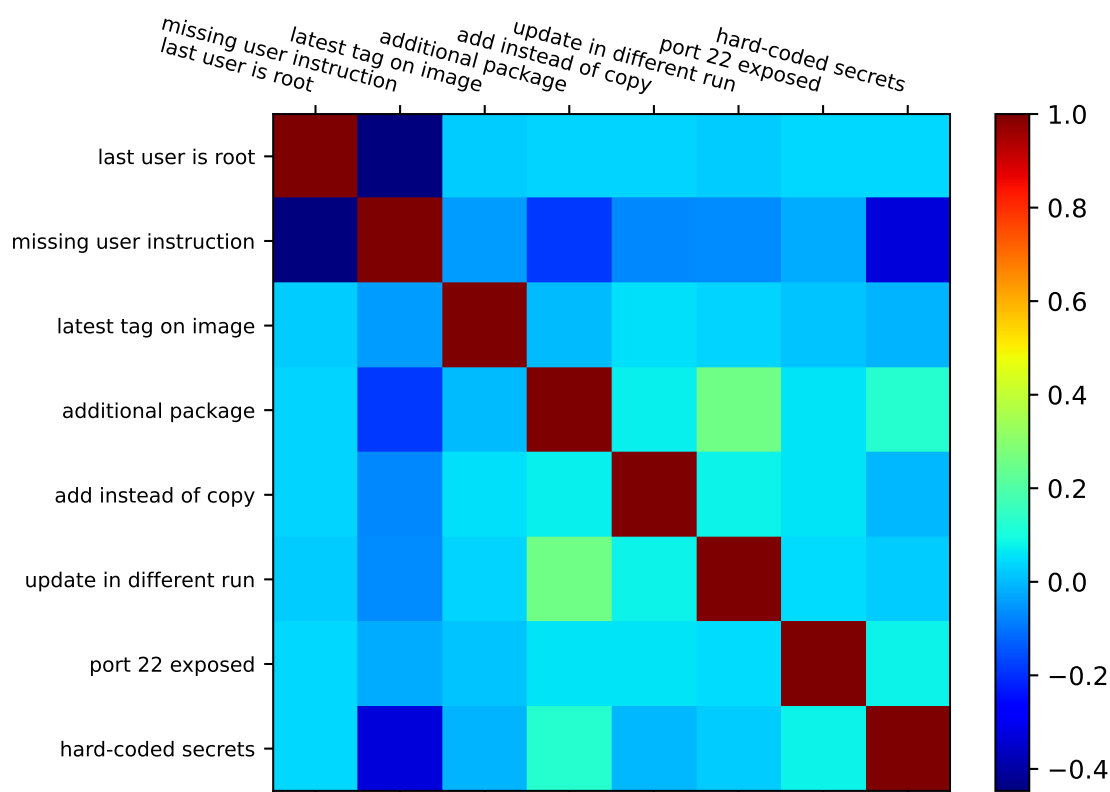 last user is root
missing user instruction
latest tag on image
additional package
add instead of copy
update in different run
port 22 exposed
hard-coded secrets
last user is root
missing user instruction
latest tag on image
additional package
add instead of copy
update in different run
port 22 exposed
hard-coded secrets
1.0
0.8
0.6
0.4
0.2
0.0
−0.2
−0.4